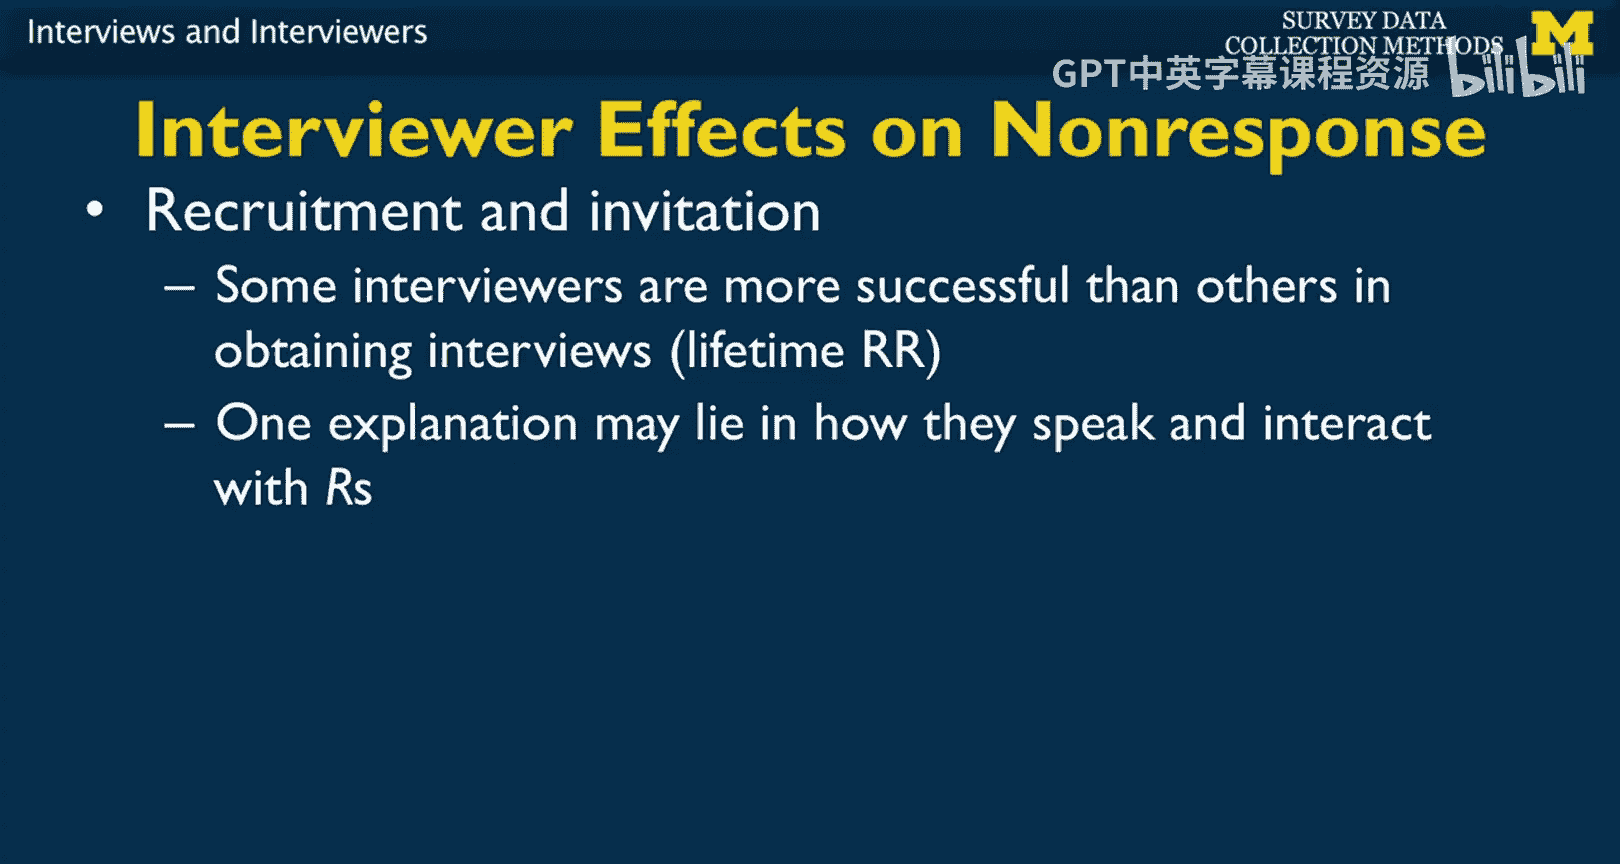 Interviews and Interviewers
SURVEY DATA
COLLECTION METHODS
M
GPT中英字幕课程资源 bilibili
Interviewer Effects on Nonresponse
• Recruitment and invitation
– Some interviewers are more successful than others in
obtaining interviews (lifetime RR)
– One explanation may lie in how they speak and interact
with Rs